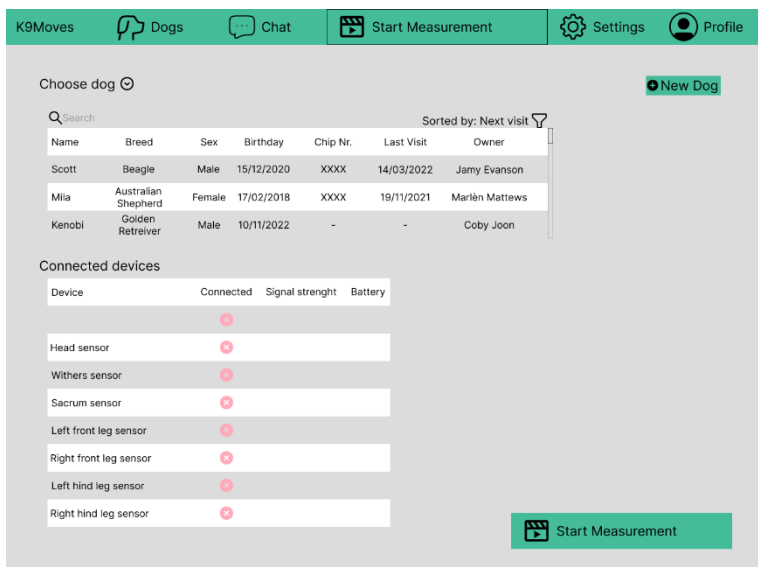 K9Moves Dogs Chat Start Measurement Settings Profile
Choose dog
New Dog
Search
Sorted by: Next visit
Name Breed Sex Birthday Chip Nr. Last Visit Owner
Scott Beagle Male 15/12/2020 XXXX 14/03/2022 Jamy Evanson
Mila Australian Shepherd Female 17/02/2018 XXXX 19/11/2021 Marlèn Mattews
Kenobi Golden Retreiver Male 10/11/2022 - - Coby Joon
Connected devices
Device Connected Signal strenght Battery
Head sensor
Withers sensor
Sacrum sensor
Left front leg sensor
Right front leg sensor
Left hind leg sensor
Right hind leg sensor
Start Measurement